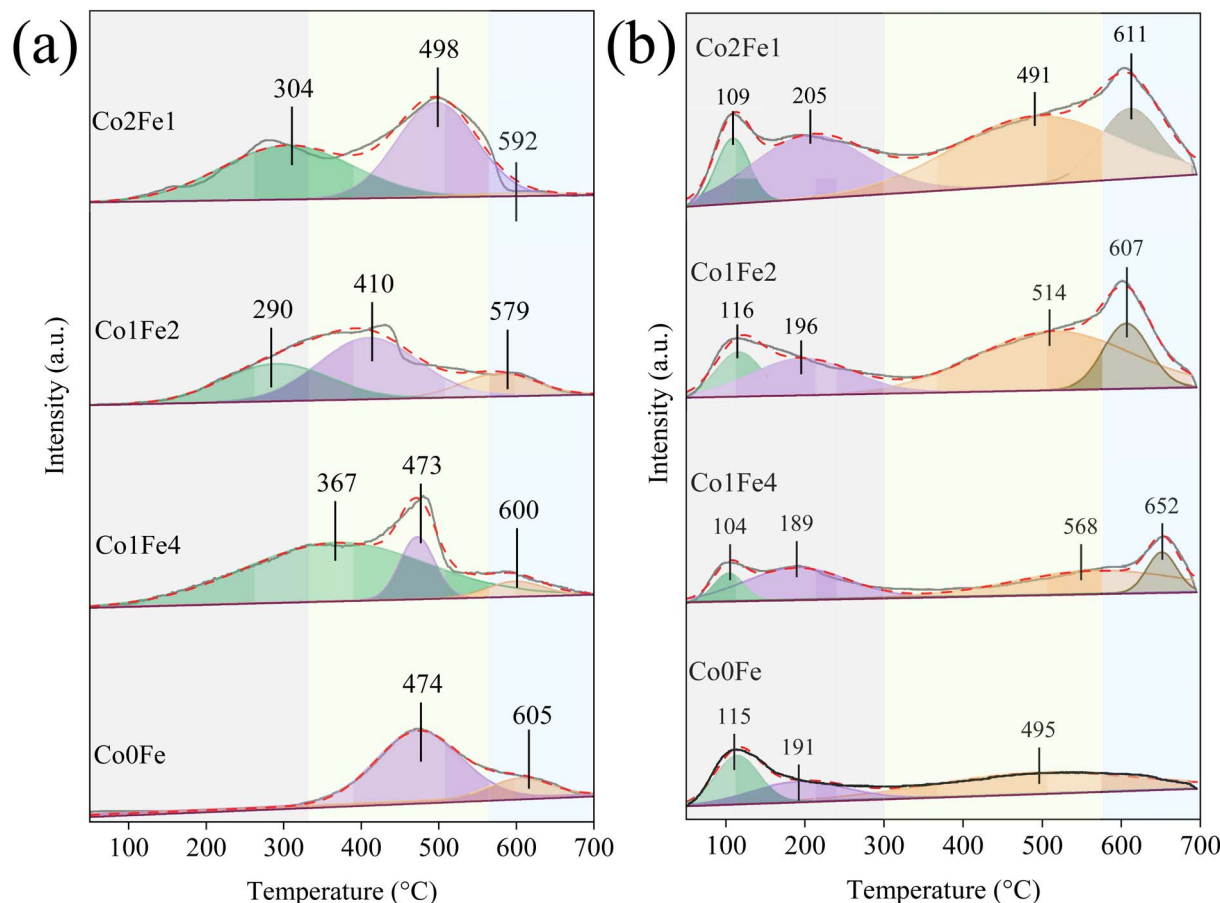 (a)
Co2Fe1
304
498
592
Co1Fe2
290
410
579
Co1Fe4
367
473
600
Co0Fe
474
605
Intensity (a.u.)
100 200 300 400 500 600 700
Temperature (°C)
(b)
Co2Fe1
109
205
491
611
Co1Fe2
116
196
514
607
Co1Fe4
104
189
568
652
Co0Fe
115
191
495
Intensity (a.u.)
100 200 300 400 500 600 700
Temperature (°C)